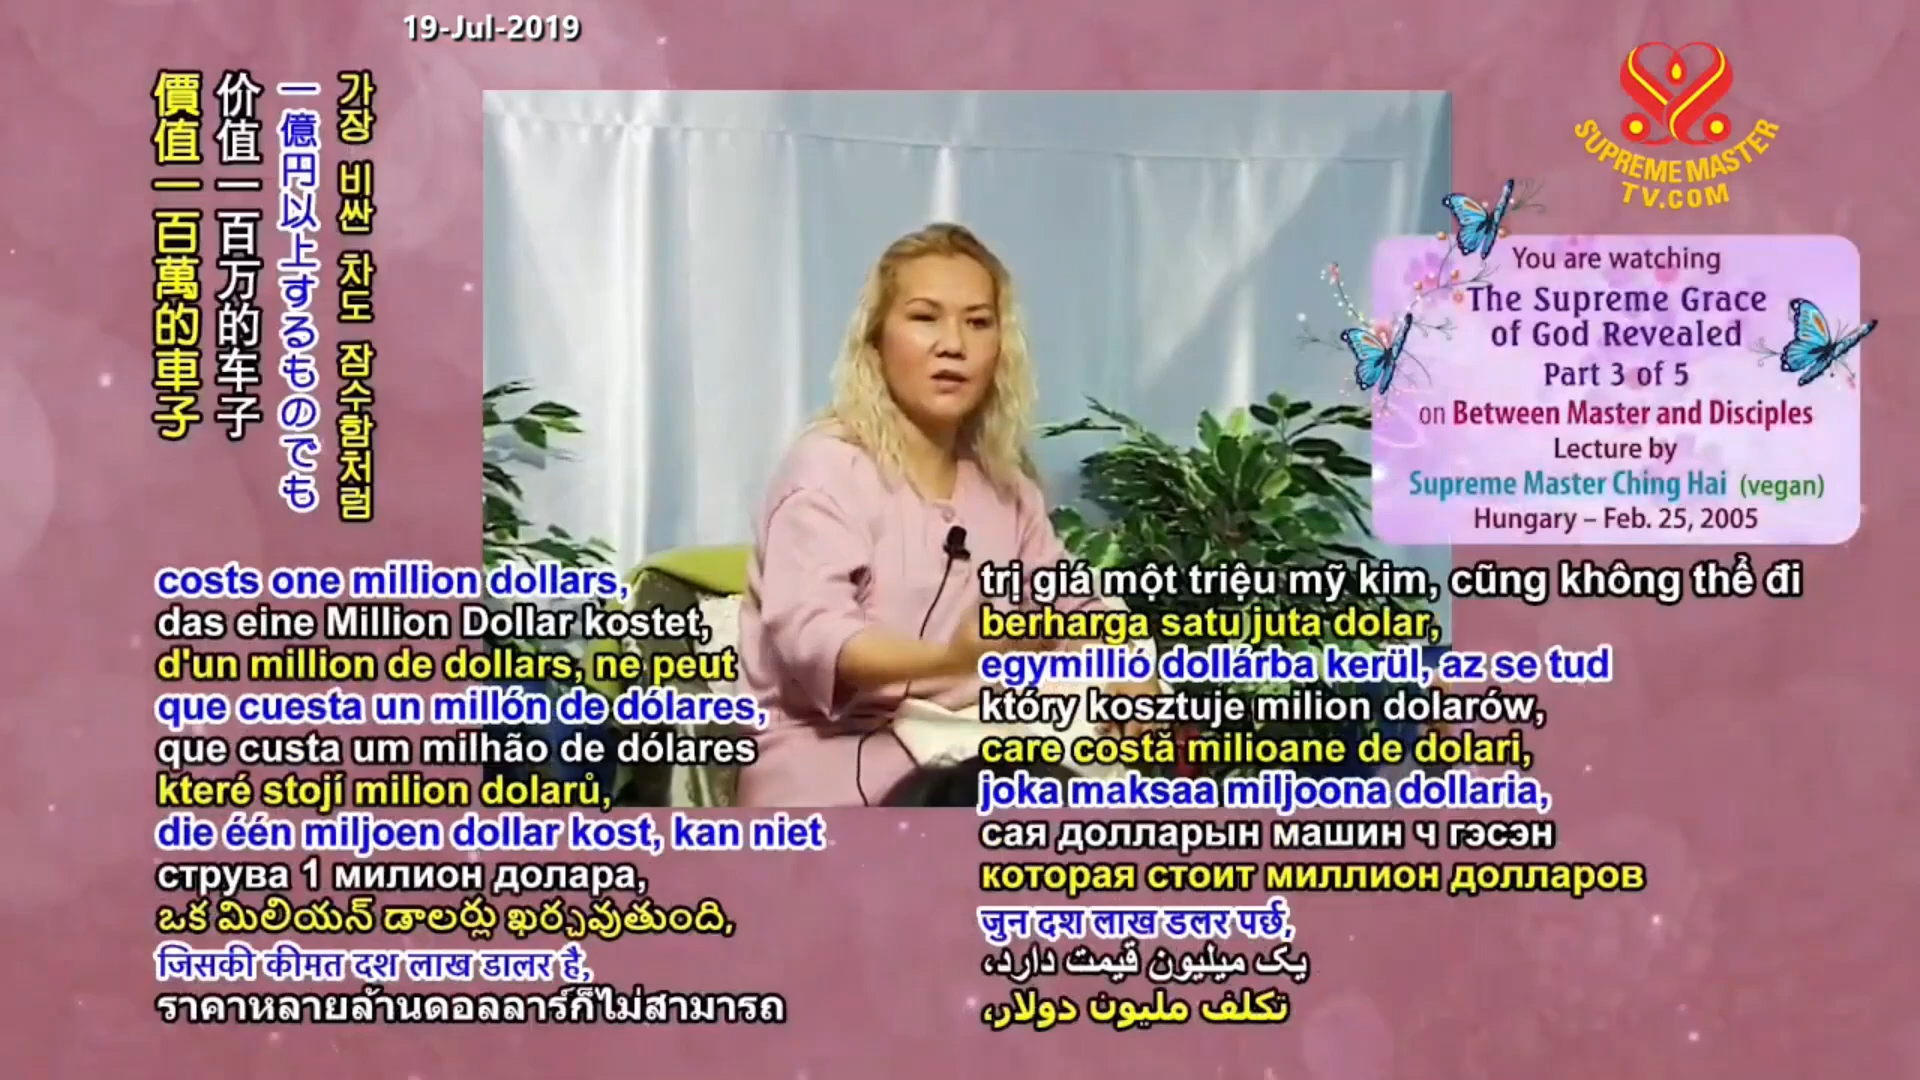 19-Jul-2019
가장 비싼 차도 잠수함처럼
一億円以上するものでも
价值一百万的车子
價值一百萬的車子
SUPREME MASTER
TV.COM
You are watching
The Supreme Grace
of God Revealed
Part 3 of 5
on Between Master and Disciples
Lecture by
Supreme Master Ching Hai (vegan)
Hungary – Feb. 25, 2005
costs one million dollars,
das eine Million Dollar kostet,
d'un million de dollars, ne peut
que cuesta un millón de dólares,
que custa um milhão de dólares
které stojí milion dolarů,
die één miljoen dollar kost, kan niet
струва 1 милион долара,
ఒక మిలియన్ డాలర్లు ఖర్చవుతుంది,
जिसकी कीमत दश लाख डालर है,
ราคาหลายล้านดอลลาร์ก็ไม่สามารถ
trị giá một triệu mỹ kim, cũng không thể đi
berharga satu juta dolar,
egymillió dollárba kerül, az se tud
który kosztuje milion dolarów,
care costă milioane de dolari,
joka maksaa miljoona dollaria,
сая долларын машин ч гэсэн
которая стоит миллион долларов
जुन दश लाख डलर पर्छ,
یک میلیون قیمت دارد،
تكلف مليون دولار،